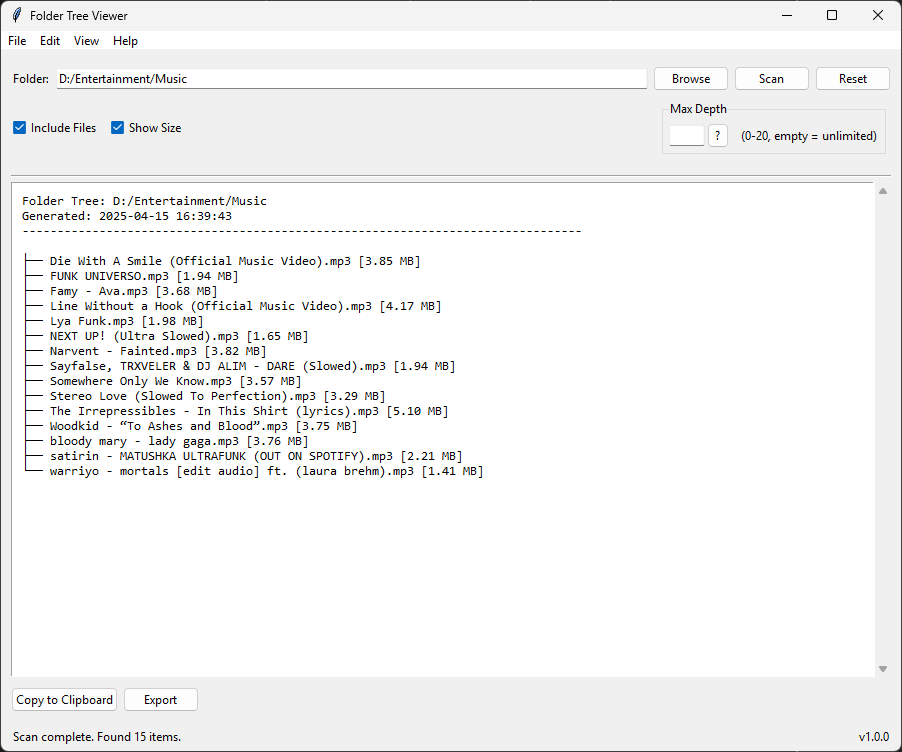 Folder Tree Viewer
File Edit View Help
Folder: D:/Entertainment/Music Browse Scan Reset
Max Depth
Include Files Show Size ? (0-20, empty = unlimited)
Folder Tree: D:/Entertainment/Music
Generated: 2025-04-15 16:39:43
--------------------------------------------------------------------------------
├── Die With A Smile (Official Music Video).mp3 [3.85 MB]
├── FUNK UNIVERSO.mp3 [1.94 MB]
├── Famy - Ava.mp3 [3.68 MB]
├── Line Without a Hook (Official Music Video).mp3 [4.17 MB]
├── Lya Funk.mp3 [1.98 MB]
├── NEXT UP! (Ultra Slowed).mp3 [1.65 MB]
├── Narvent - Fainted.mp3 [3.82 MB]
├── Sayfalse, TRXVELER & DJ ALIM - DARE (Slowed).mp3 [1.94 MB]
├── Somewhere Only We Know.mp3 [3.57 MB]
├── Stereo Love (Slowed To Perfection).mp3 [3.29 MB]
├── The Irrepressibles - In This Shirt (lyrics).mp3 [5.10 MB]
├── Woodkid - “To Ashes and Blood”.mp3 [3.75 MB]
├── bloody mary - lady gaga.mp3 [3.76 MB]
├── satirin - MATUSHKA ULTRAFUNK (OUT ON SPOTIFY).mp3 [2.21 MB]
└── warriyo - mortals [edit audio] ft. (laura brehm).mp3 [1.41 MB]
Copy to Clipboard Export
Scan complete. Found 15 items. v1.0.0